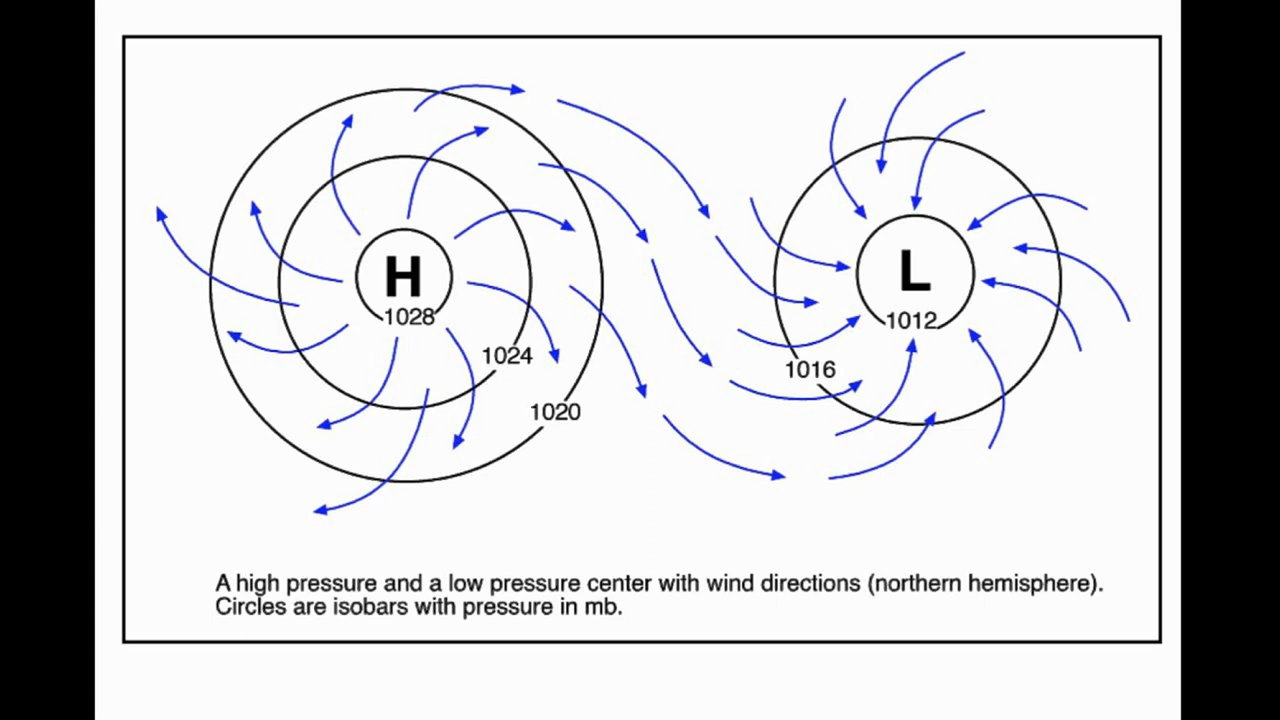 H
1028
1024
1020
L
1012
1016
A high pressure and a low pressure center with wind directions (northern hemisphere).
Circles are isobars with pressure in mb.